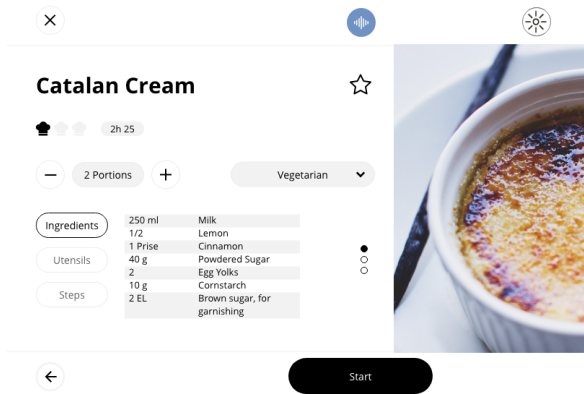 Catalan Cream
2h 25
2 Portions
Vegetarian
Ingredients
Utensils
Steps
250 ml Milk
1/2 Lemon
1 Prise Cinnamon
40 g Powdered Sugar
2 Egg Yolks
10 g Cornstarch
2 EL Brown sugar, for
garnishing
Start